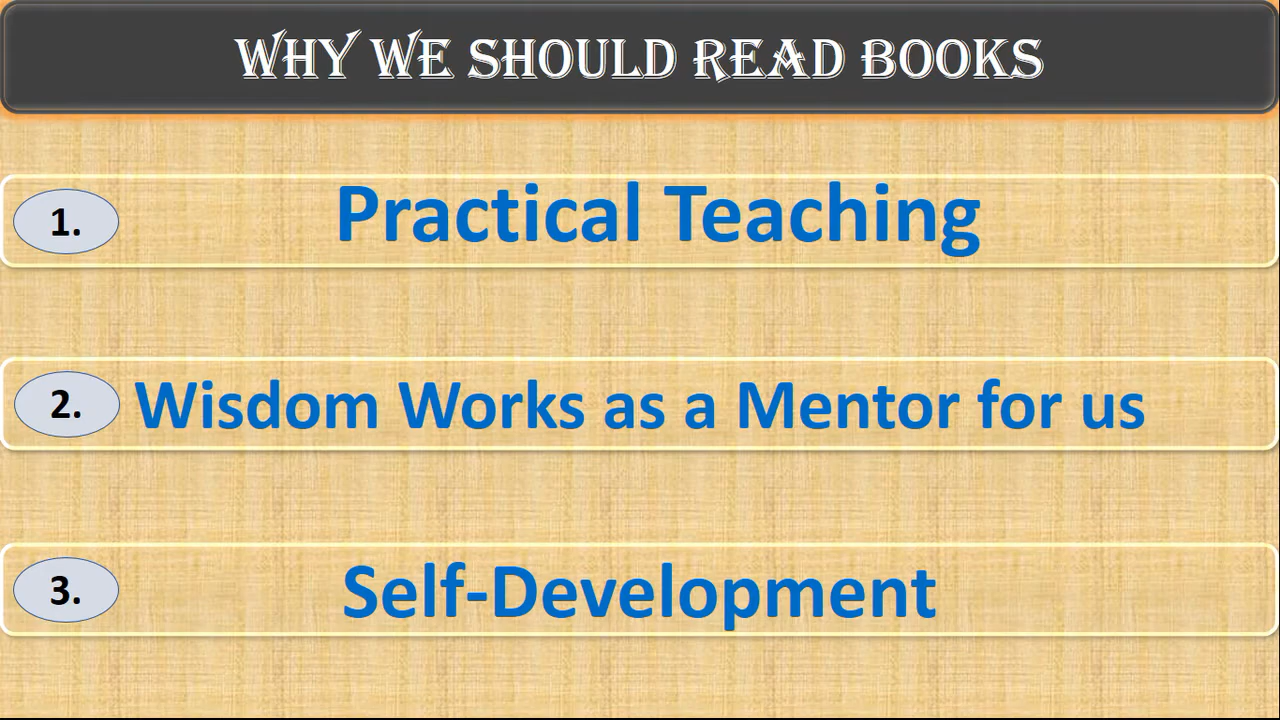 WHY WE SHOULD READ BOOKS
1. Practical Teaching
2. Wisdom Works as a Mentor for us
3. Self-Development